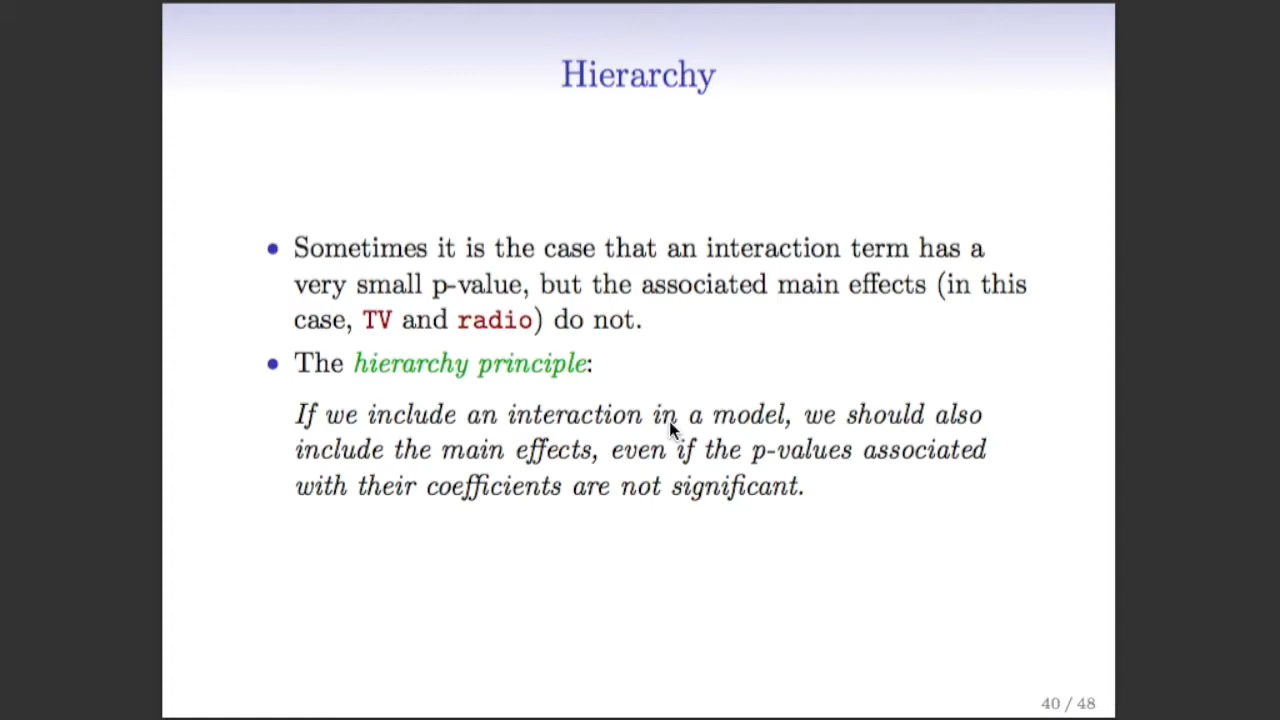 Hierarchy
• Sometimes it is the case that an interaction term has a
very small p-value, but the associated main effects (in this
case, TV and radio) do not.
• The hierarchy principle:
If we include an interaction in a model, we should also
include the main effects, even if the p-values associated
with their coefficients are not significant.
40 / 48